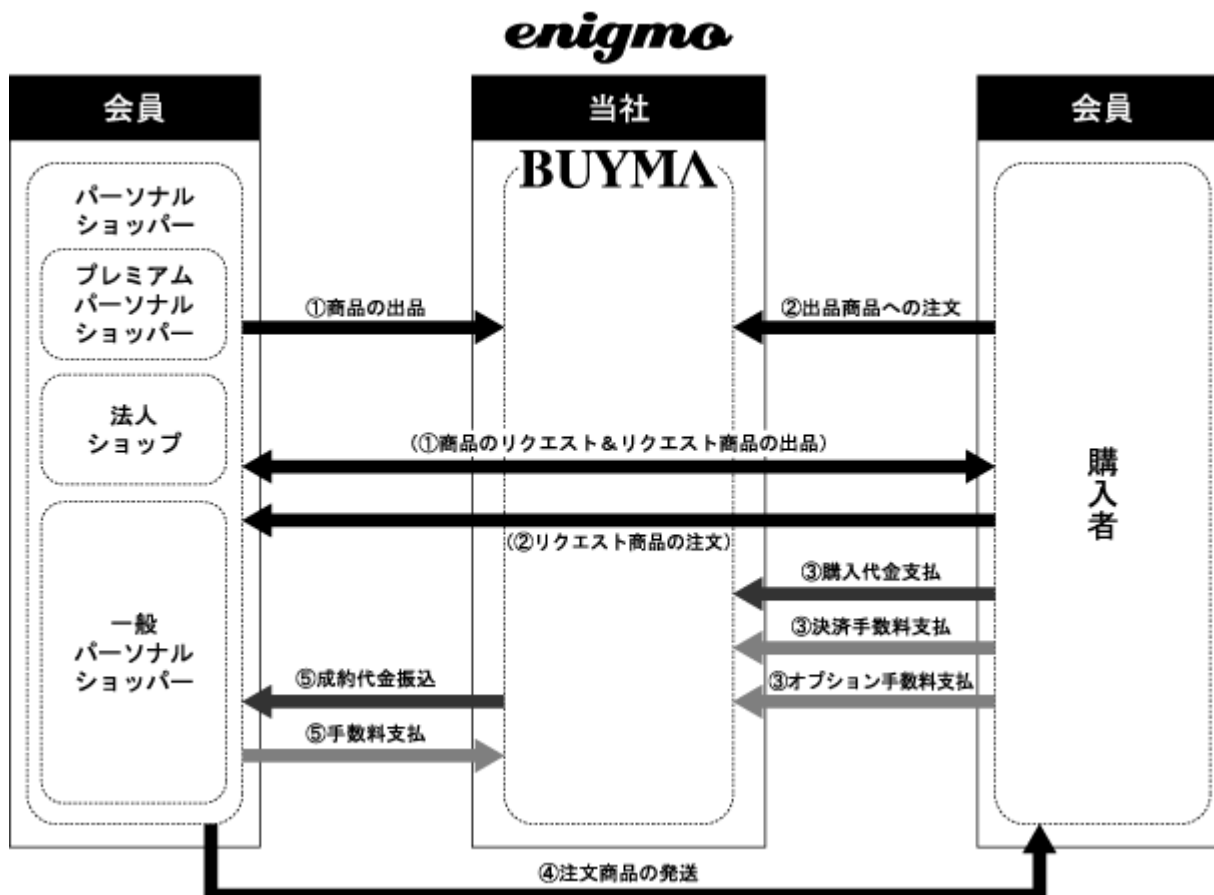 enigmo
会員
当社
会員
BUYMA
パーソナル
ショッパー
プレミアム
パーソナル
ショッパー
①商品の出品
②出品商品への注文
法人
ショップ
(①商品のリクエスト&リクエスト商品の出品)
購入者
(②リクエスト商品の注文)
③購入代金支払
一般
パーソナル
ショッパー
③決済手数料支払
⑤成約代金振込
③オプション手数料支払
⑤手数料支払
④注文商品の発送